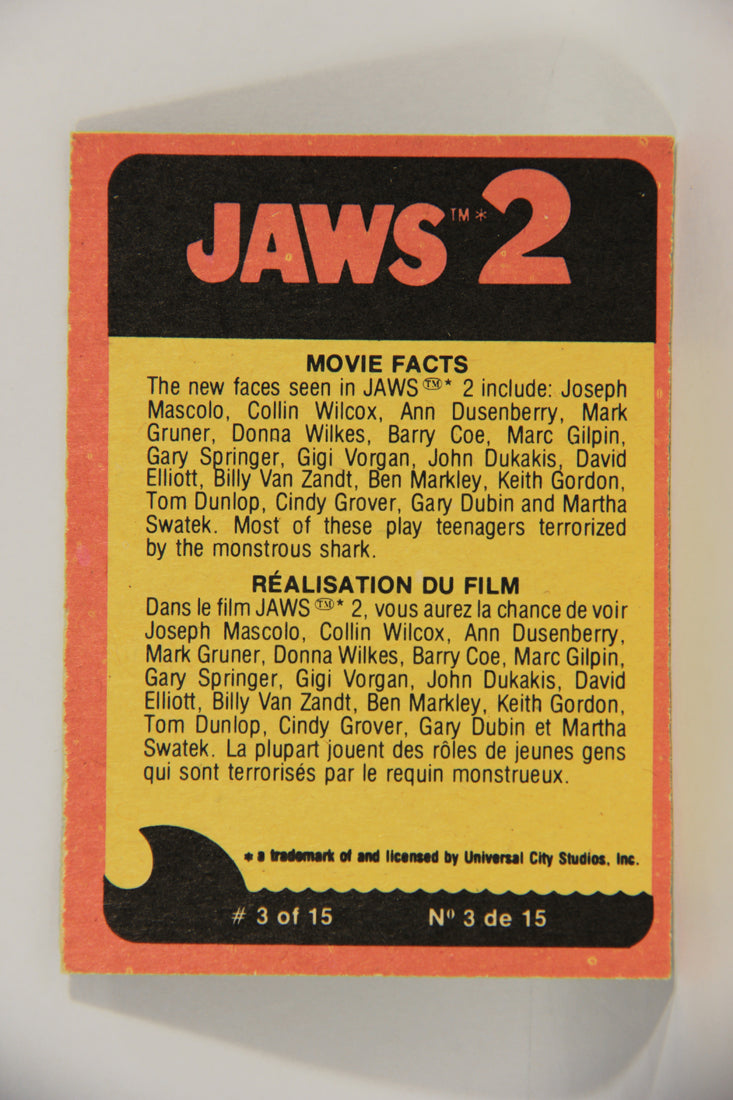 JAWS™* 2
MOVIE FACTS
The new faces seen in JAWS™* 2 include: Joseph
Mascolo, Collin Wilcox, Ann Dusenberry, Mark
Gruner, Donna Wilkes, Barry Coe, Marc Gilpin,
Gary Springer, Gigi Vorgan, John Dukakis, David
Elliott, Billy Van Zandt, Ben Markley, Keith Gordon,
Tom Dunlop, Cindy Grover, Gary Dubin and Martha
Swatek. Most of these play teenagers terrorized
by the monstrous shark.
RÉALISATION DU FILM
Dans le film JAWS™* 2, vous aurez la chance de voir
Joseph Mascolo, Collin Wilcox, Ann Dusenberry,
Mark Gruner, Donna Wilkes, Barry Coe, Marc Gilpin,
Gary Springer, Gigi Vorgan, John Dukakis, David
Elliott, Billy Van Zandt, Ben Markley, Keith Gordon,
Tom Dunlop, Cindy Grover, Gary Dubin et Martha
Swatek. La plupart jouent des rôles de jeunes gens
qui sont terrorisés par le requin monstrueux.
* a trademark of and licensed by Universal City Studios, Inc.
# 3 of 15 Nº 3 de 15